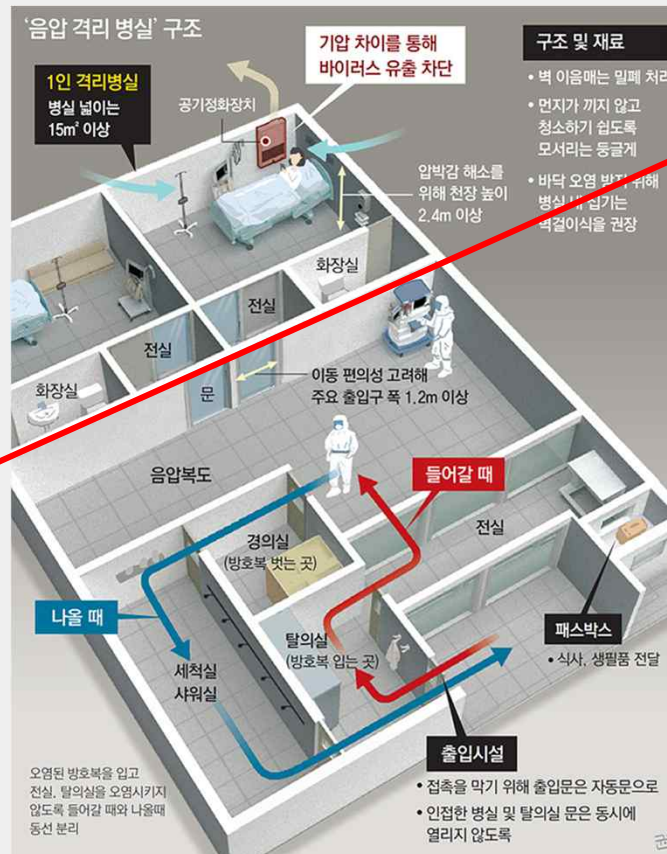 '음압 격리 병실' 구조
1인 격리병실
병실 넓이는
15㎡ 이상
기압 차이를 통해
바이러스 유출 차단
공기정화장치
압박감 해소를
위해 천장 높이
2.4m 이상
구조 및 재료
• 벽 이음매는 밀폐 처리
• 먼지가 끼지 않고
청소하기 쉽도록
모서리는 둥글게
• 바닥 오염 방지 위해
병실 내 집기는
벽걸이식을 권장
화장실
전실
전실
화장실
문
이동 편의성 고려해
주요 출입구 폭 1.2m 이상
음압복도
들어갈 때
전실
경의실
(방호복 벗는 곳)
나올 때
탈의실
(방호복 입는 곳)
세척실
샤워실
패스박스
• 식사, 생필품 전달
출입시설
• 접촉을 막기 위해 출입문은 자동문으로
• 인접한 병실 및 탈의실 문은 동시에
열리지 않도록
오염된 방호복을 입고
전실, 탈의실을 오염시키지
않도록 들어갈 때와 나올때
동선 분리